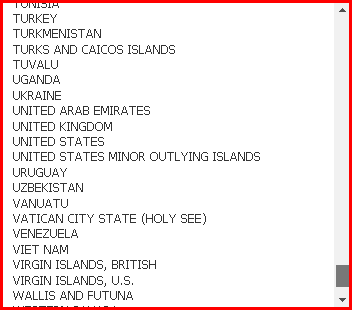 TUNISIA
TURKEY
TURKMENISTAN
TURKS AND CAICOS ISLANDS
TUVALU
UGANDA
UKRAINE
UNITED ARAB EMIRATES
UNITED KINGDOM
UNITED STATES
UNITED STATES MINOR OUTLYING ISLANDS
URUGUAY
UZBEKISTAN
VANUATU
VATICAN CITY STATE (HOLY SEE)
VENEZUELA
VIET NAM
VIRGIN ISLANDS, BRITISH
VIRGIN ISLANDS, U.S.
WALLIS AND FUTUNA